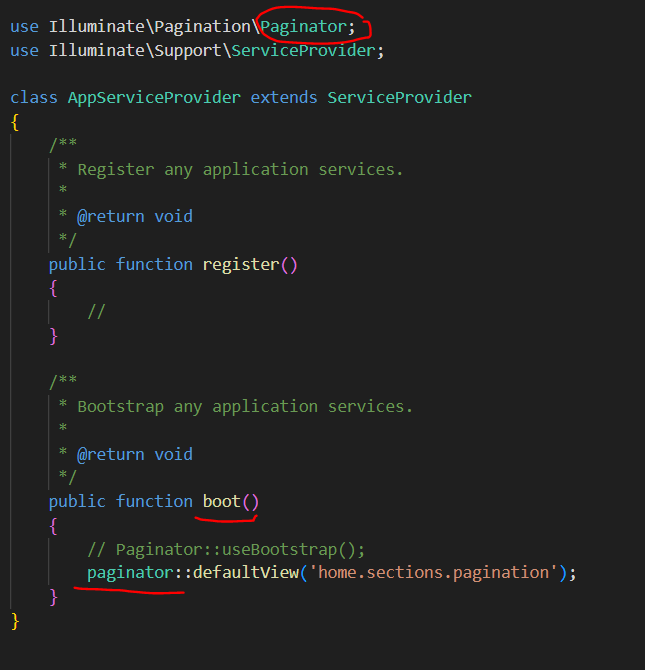 use Illuminate\Pagination\Paginator;
use Illuminate\Support\ServiceProvider;
class AppServiceProvider extends ServiceProvider
{
/**
* Register any application services.
*
* @return void
*/
public function register()
{
//
}
/**
* Bootstrap any application services.
*
* @return void
*/
public function boot()
{
// Paginator::useBootstrap();
paginator::defaultView('home.sections.pagination');
}
}